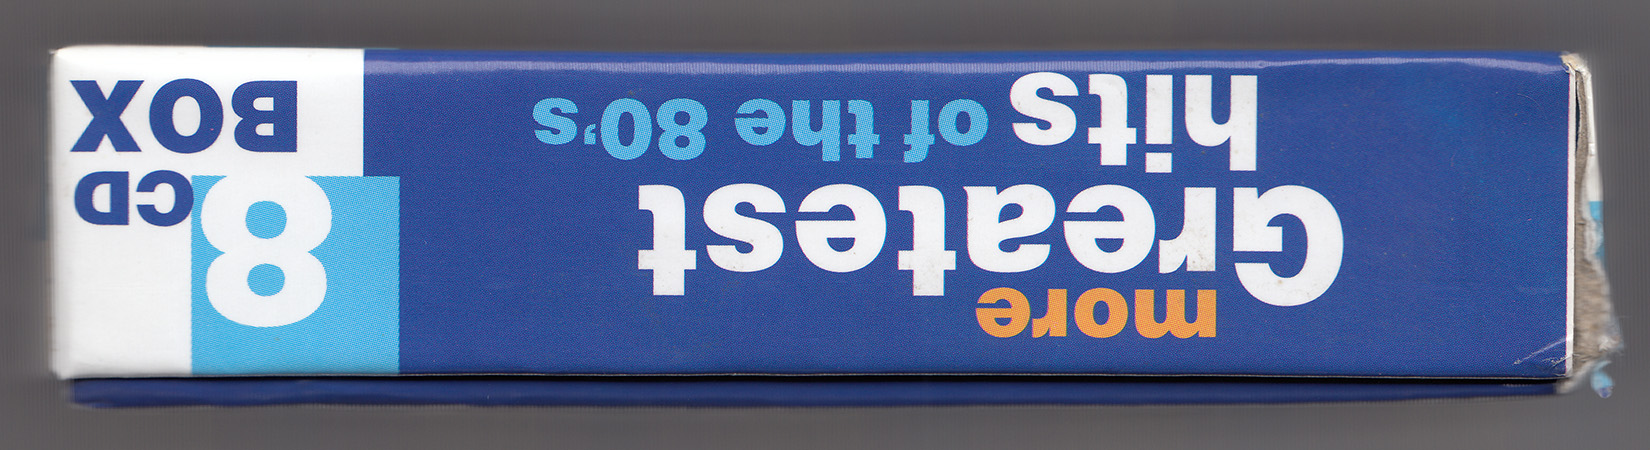 more
Greatest
hits of the 80's
8 CD
BOX